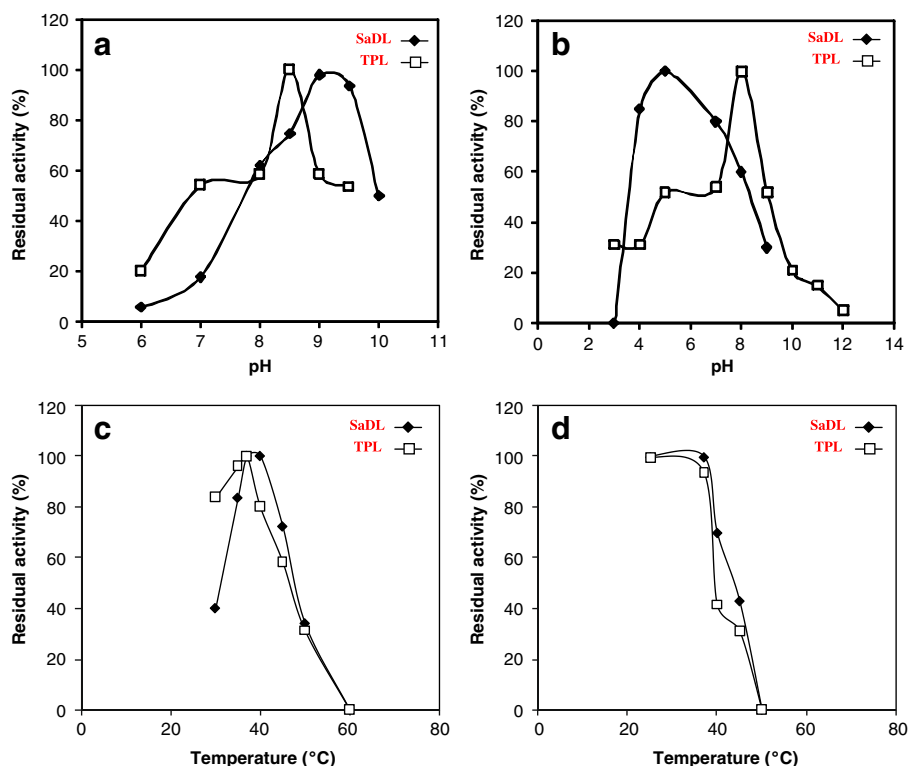 a
SaDL
TPL
120
100
80
60
40
20
0
Residual activity (%)
5 6 7 8 9 10 11
pH
b
SaDL
TPL
120
100
80
60
40
20
0
Residual activity (%)
0 2 4 6 8 10 12 14
pH
c
SaDL
TPL
120
100
80
60
40
20
0
Residual activity (%)
0 20 40 60 80
Temperature (°C)
d
SaDL
TPL
120
100
80
60
40
20
0
Residual activity (%)
0 20 40 60 80
Temperature (°C)